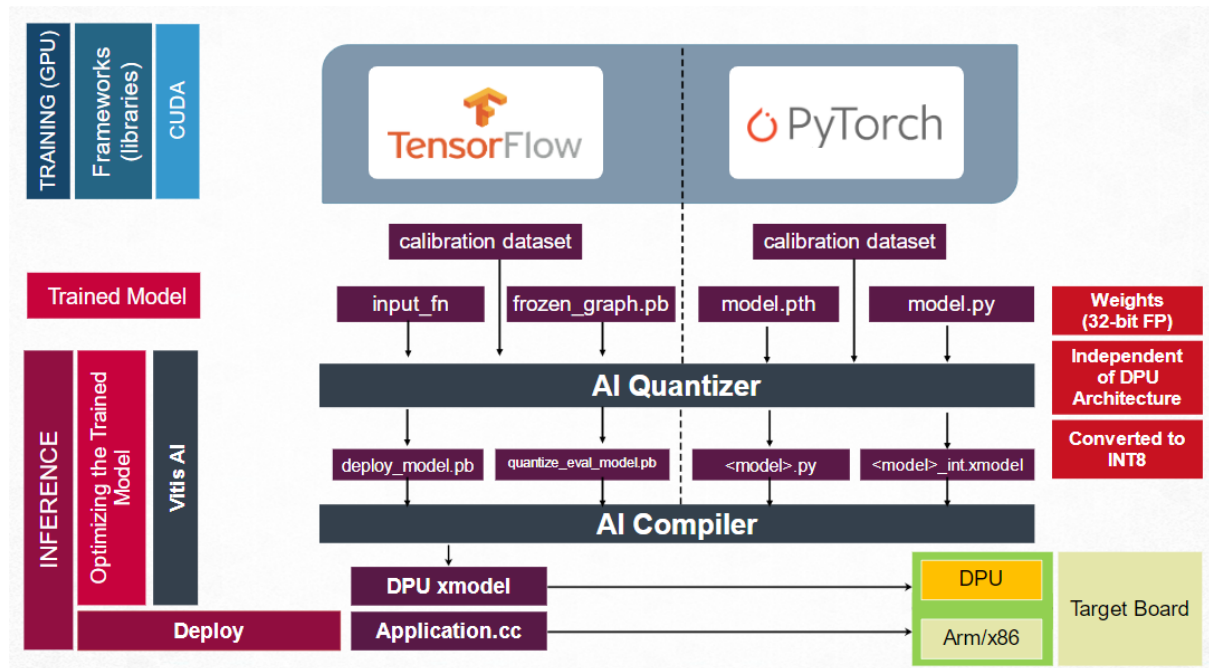 TRAINING (GPU)
Frameworks
(libraries)
CUDA
TensorFlow
PyTorch
calibration dataset
calibration dataset
Trained Model
input_fn
frozen_graph.pb
model.pth
model.py
Weights
(32-bit FP)
AI Quantizer
Independent
of DPU
Architecture
INFERENCE
Optimizing the Trained
Model
Vitis AI
deploy_model.pb
quantize_eval_model.pb
<model>.py
<model>_int.xmodel
Converted to
INT8
AI Compiler
DPU xmodel
DPU
Target Board
Deploy
Application.cc
Arm/x86